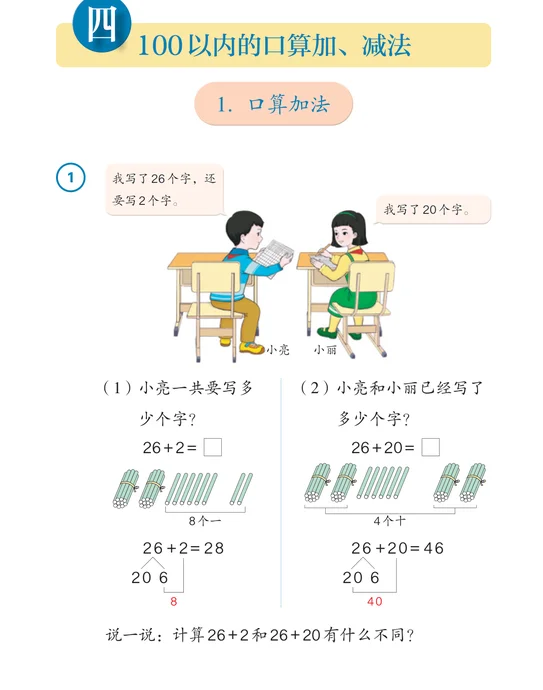 四
100以内的口算加、减法
1. 口算加法
1
我写了26个字，还
要写2个字。
我写了20个字。
小亮
小丽
（1）小亮一共要写多
少个字？
26+2=□
8个一
26+2=28
20 6
8
（2）小亮和小丽已经写了
多少个字？
26+20=□
4个十
26+20=46
20 6
40
说一说：计算26+2和26+20有什么不同？